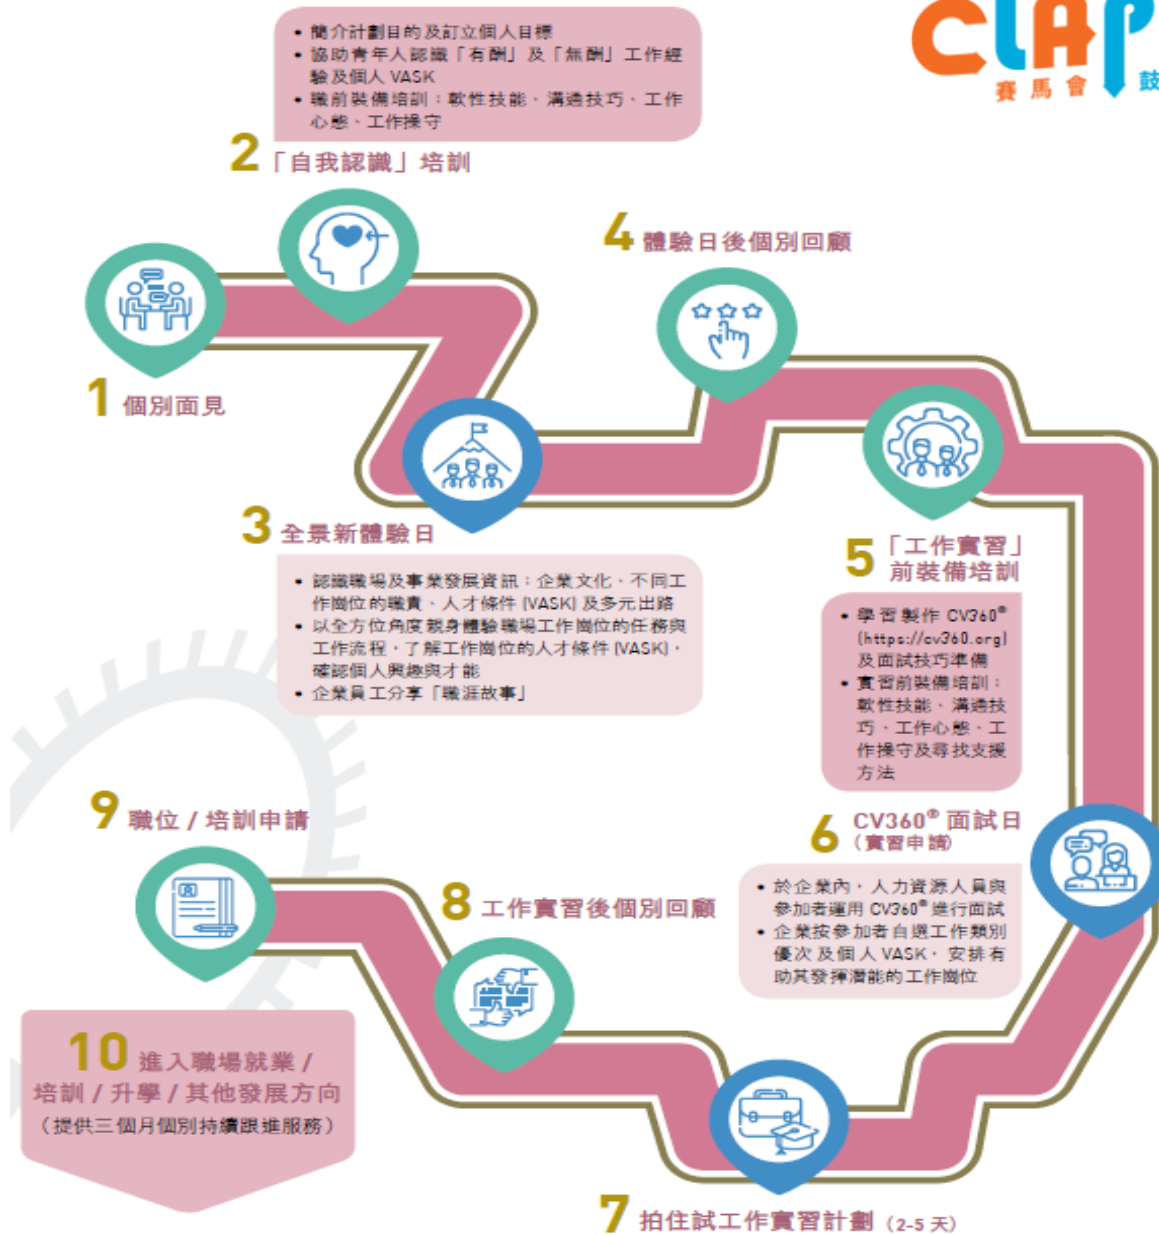 CLAP
賽馬會 鼓
• 簡介計劃目的及訂立個人目標
• 協助青年人認識「有酬」及「無酬」工作經
驗及個人 VASK
• 職前裝備培訓：軟性技能、溝通技巧、工作
心態、工作操守
2「自我認識」培訓
4 體驗日後個別回顧
1 個別面見
3 全景新體驗日
• 認識職場及事業發展資訊：企業文化、不同工
作崗位的職責、人才條件 (VASK) 及多元出路
• 以全方位角度親身體驗職場工作崗位的任務與
工作流程，了解工作崗位的人才條件 (VASK)，
確認個人興趣與才能
• 企業員工分享「職涯故事」
5「工作實習」
前裝備培訓
• 學習製作 CV360®
(https://cv360.org)
及面試技巧準備
• 實習前裝備培訓：
軟性技能、溝通技
巧、工作心態、工
作操守及尋找支援
方法
6 CV360® 面試日
（實習申請）
• 於企業內，人力資源人員與
參加者運用 CV360® 進行面試
• 企業按參加者自選工作類別
優次及個人 VASK，安排有
助其發揮潛能的工作崗位
9 職位 / 培訓申請
8 工作實習後個別回顧
10 進入職場就業 /
培訓 / 升學 / 其他發展方向
（提供三個月個別持續跟進服務）
7 拍住試工作實習計劃（2-5 天）